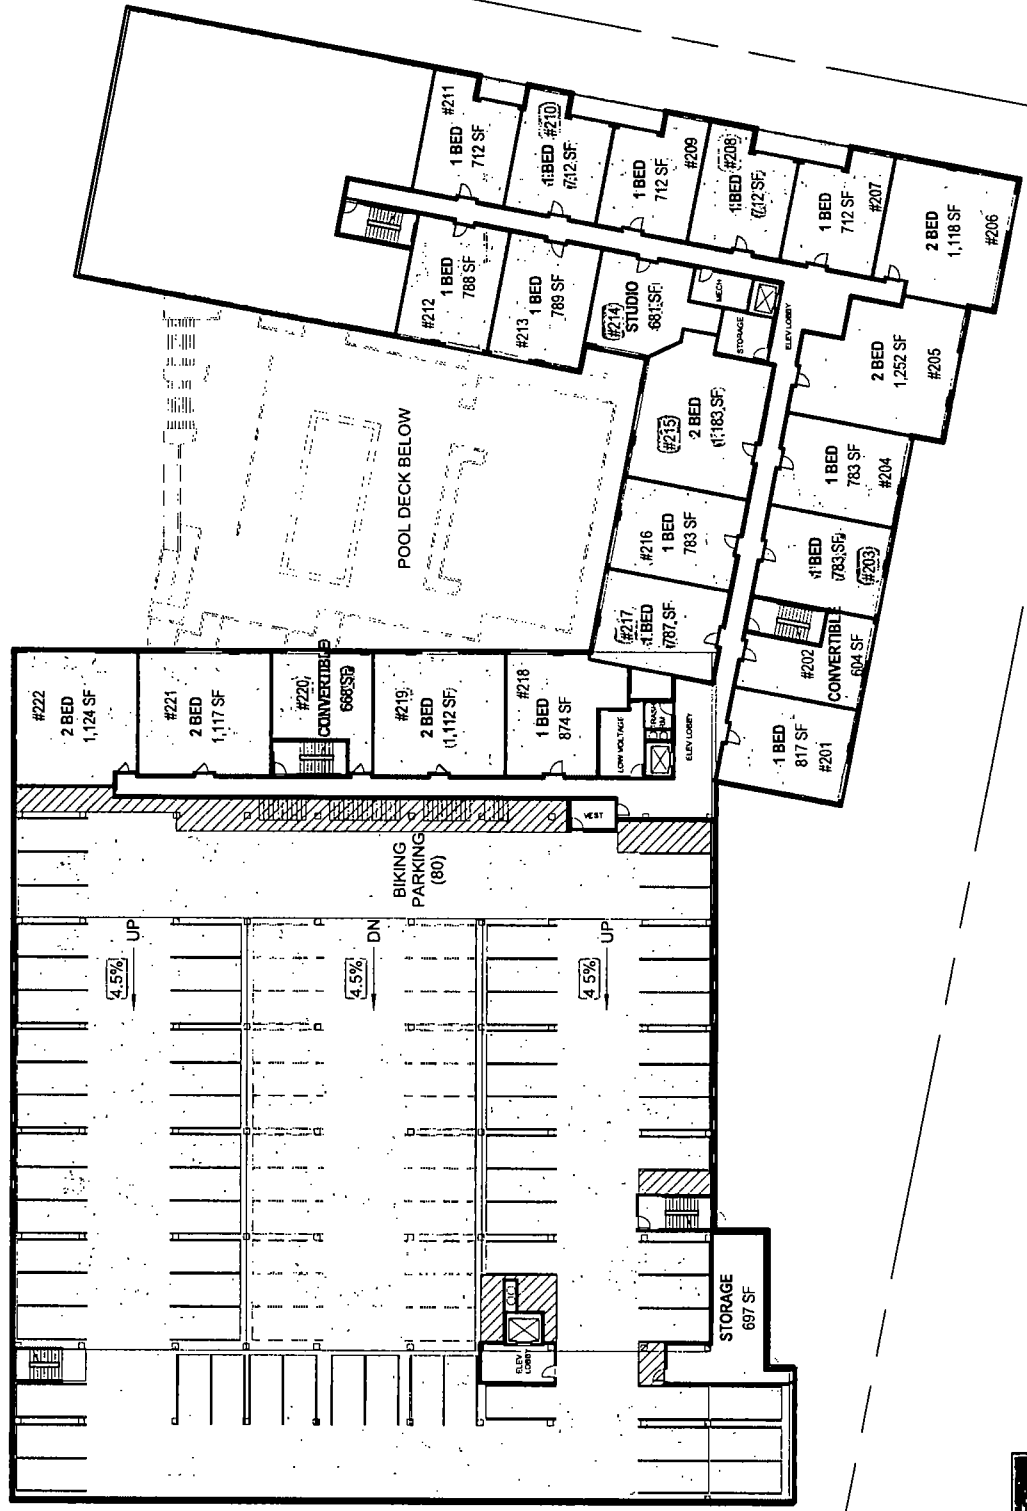 #211
1 BED
712 SF
#210
1 BED
712 SF
1 BED
712 SF
#209
#208
1 BED
712 SF
1 BED
712 SF
#207
2 BED
1,118 SF
#206
#212
1 BED
788 SF
#213
1 BED
789 SF
#214
STUDIO
681 SF
MECH
STORAGE
ELEV LOBBY
2 BED
1,252 SF
#205
#215
2 BED
1,183 SF
1 BED
783 SF
#204
#216
1 BED
783 SF
1 BED
783 SF
#203
#217
1 BED
787 SF
#202
CONVERTIBLE
604 SF
1 BED
817 SF
#201
POOL DECK BELOW
#222
2 BED
1,124 SF
#221
2 BED
1,117 SF
#220
CONVERTIBLE
668 SF
#219
2 BED
1,112 SF
#218
1 BED
874 SF
LOW VOLTAGE
TRASH
RM
ELEV LOBBY
VEST
BIKING
PARKING
(80)
UP
4.5%
DN
4.5%
UP
4.5%
ELEV
LOBBY
STORAGE
697 SF